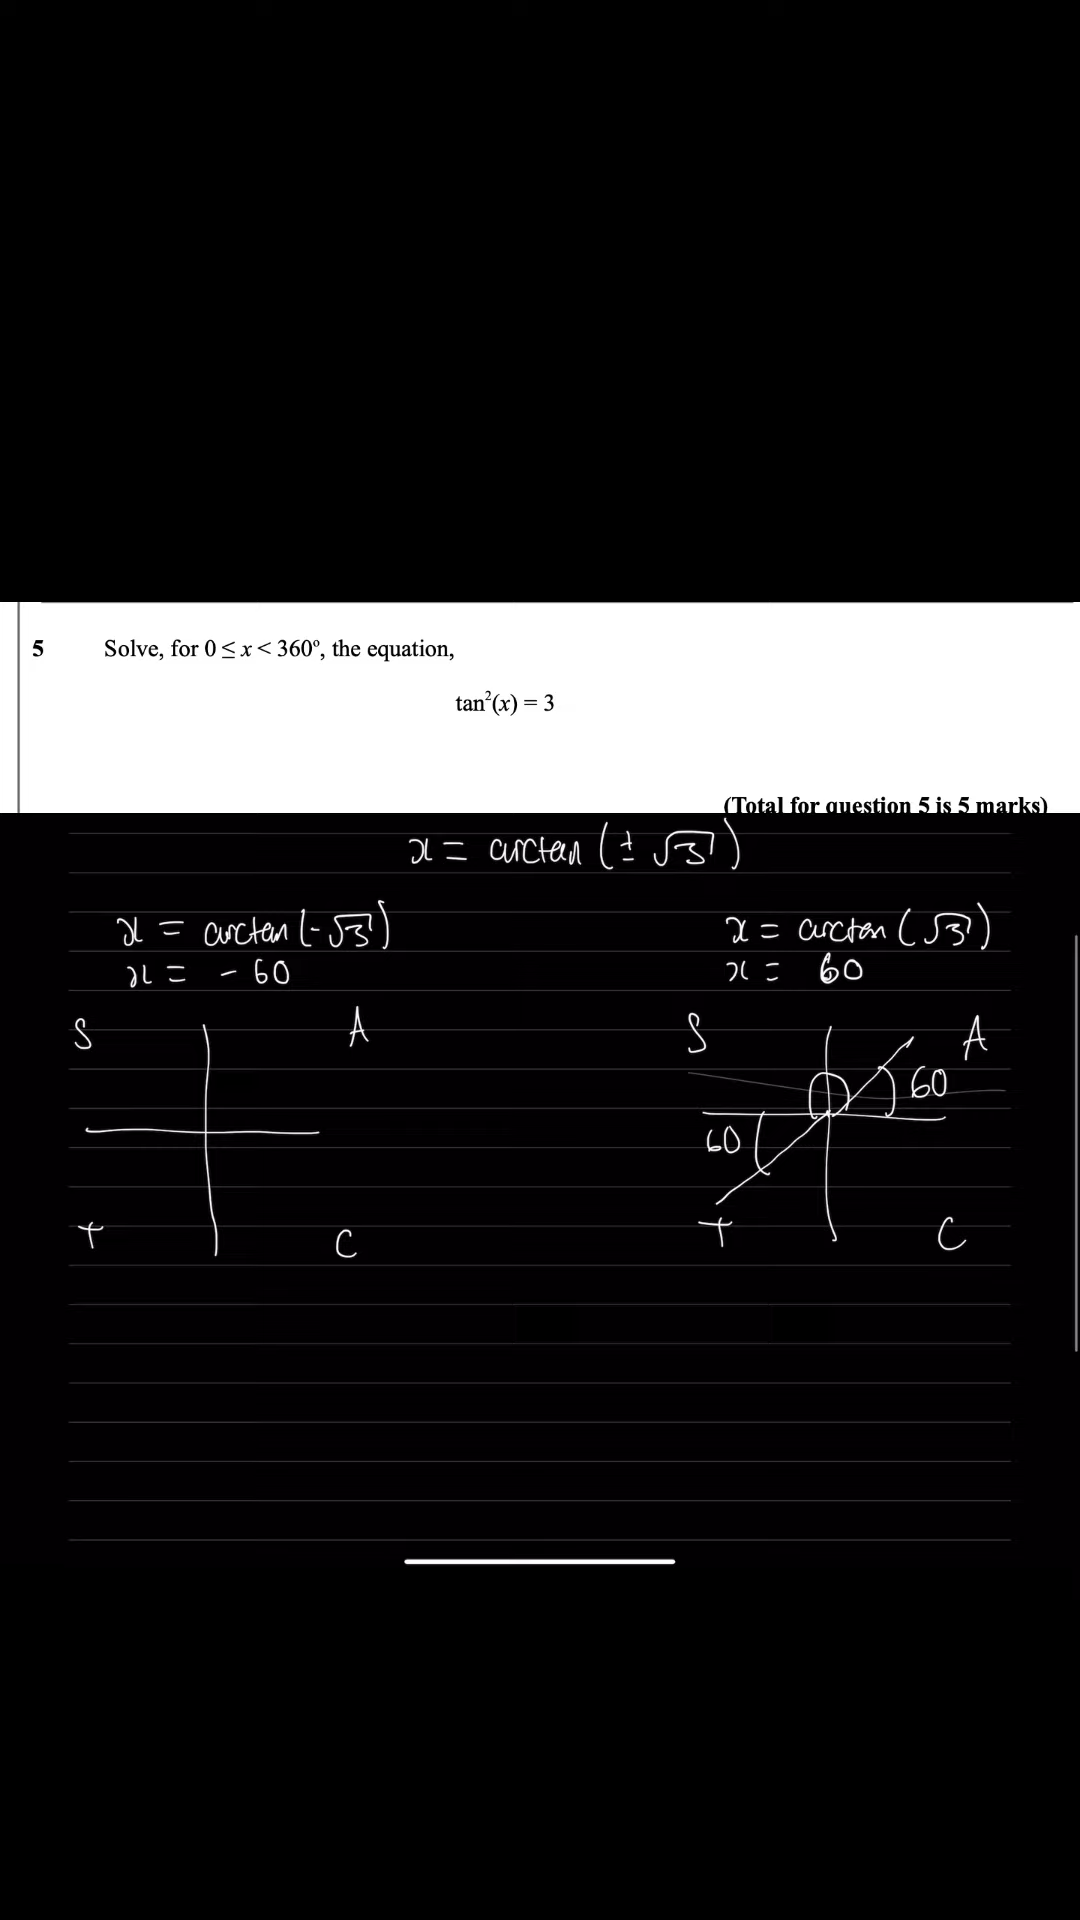 5 Solve, for 0 ≤ x < 360º, the equation,
tan²(x) = 3
(Total for question 5 is 5 marks)
x = arctan (± √3)
x = arctan (-√3) x = arctan (√3)
x = - 60 x = 60
S A S A
60
60
T C T C